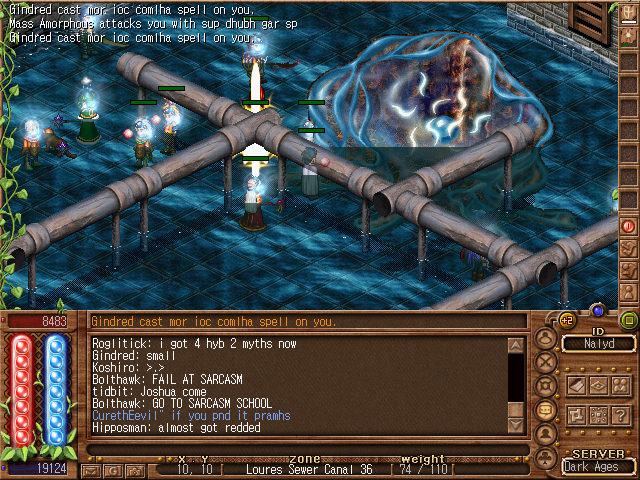 Gindred cast mor ioc comlha spell on you.
Mass Amorphous attacks you with sup dhubh gar sp
Gindred cast mor ioc comlha spell on you.
8483
Gindred cast mor ioc comlha spell on you.
+2
ID
Nalyd
Roglitick: i got 4 hyb 2 myths now
Gindred: small
Koshiro: >.>
Bolthawk: FAIL AT SARCASM
tidbit: Joshua come
Bolthawk: GO TO SARCASM SCHOOL
CurethEevil" if you pnd it pramhs
Hipposman: almost got redded
19124
x y
zone
weight
10, 10
Loures Sewer Canal 36
74 / 110
SERVER
Dark Ages